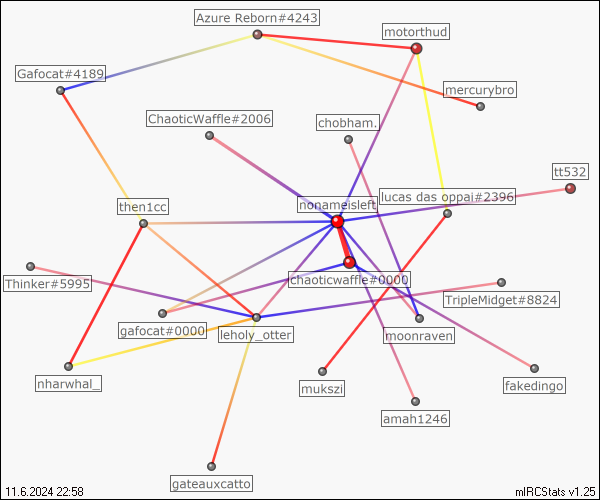 Azure Reborn#4243
motorthud
Gafocat#4189
mercurybro
ChaoticWaffle#2006
chobham.
tt532
lucas das oppai#2396
nonameisleft
then1cc
Thinker#5995
chaoticwaffle#0000
TripleMidget#8824
gafocat#0000
leholy_otter
moonraven
nharwhal_
mukszi
fakedingo
amah1246
gateauxcatto
11.6.2024 22:58
mIRCStats v1.25